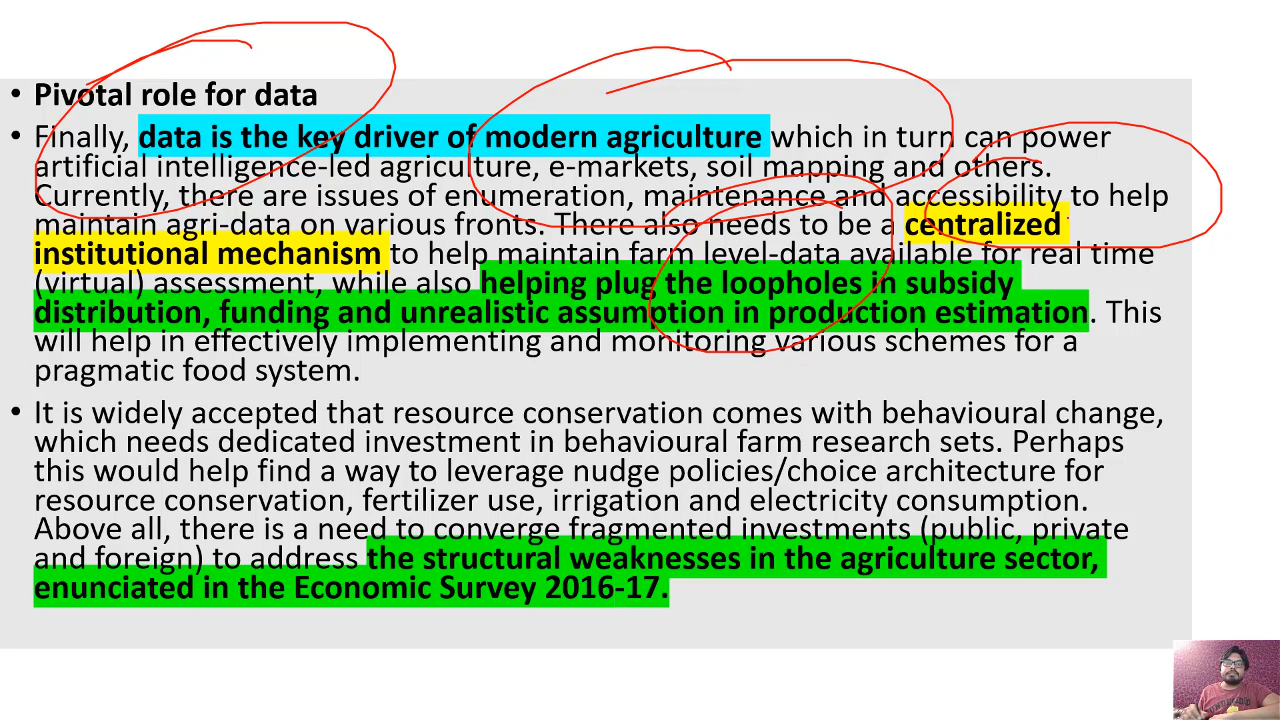 • Pivotal role for data
• Finally, data is the key driver of modern agriculture which in turn can power
artificial intelligence-led agriculture, e-markets, soil mapping and others.
Currently, there are issues of enumeration, maintenance and accessibility to help
maintain agri-data on various fronts. There also needs to be a centralized
institutional mechanism to help maintain farm level-data available for real time
(virtual) assessment, while also helping plug the loopholes in subsidy
distribution, funding and unrealistic assumption in production estimation. This
will help in effectively implementing and monitoring various schemes for a
pragmatic food system.
• It is widely accepted that resource conservation comes with behavioural change,
which needs dedicated investment in behavioural farm research sets. Perhaps
this would help find a way to leverage nudge policies/choice architecture for
resource conservation, fertilizer use, irrigation and electricity consumption.
Above all, there is a need to converge fragmented investments (public, private
and foreign) to address the structural weaknesses in the agriculture sector,
enunciated in the Economic Survey 2016-17.